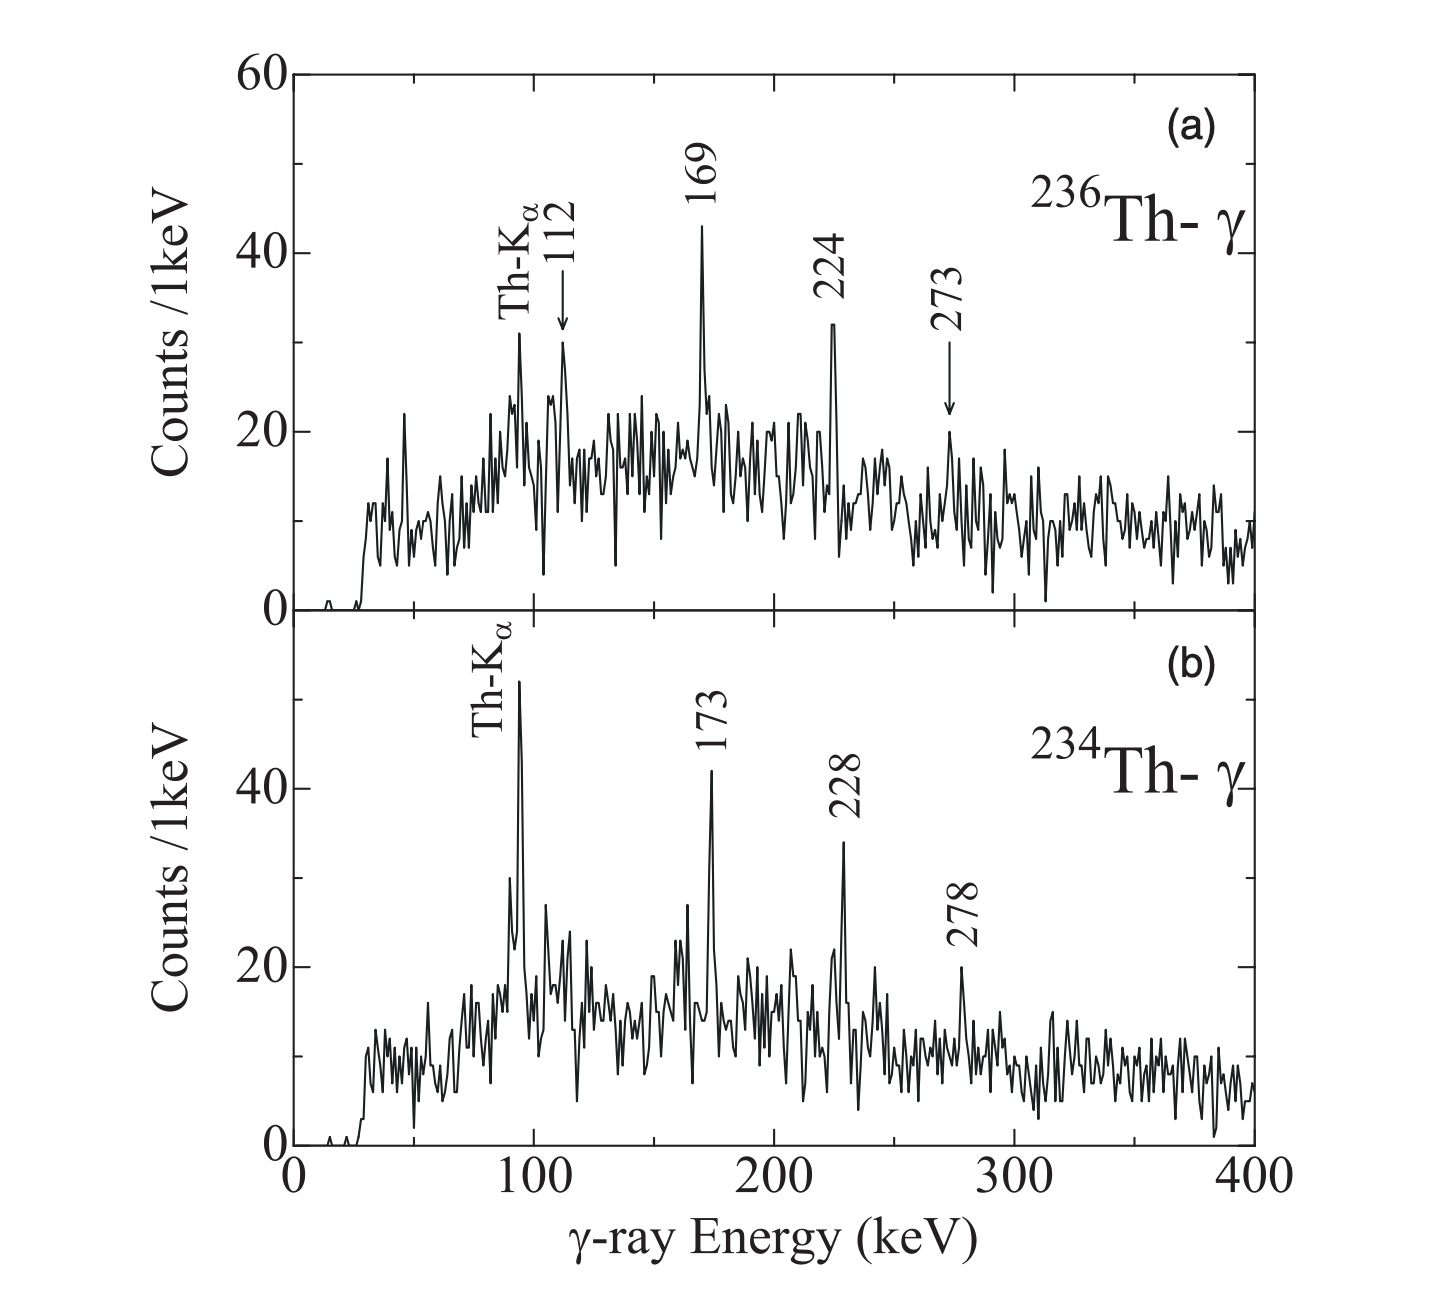 60
(a)
169
236Th- γ
Th-Kα
112
224
273
40
Counts /1keV
20
0
Th-Kα
(b)
173
234Th- γ
228
40
278
Counts /1keV
20
0
0 100 200 300 400
γ-ray Energy (keV)